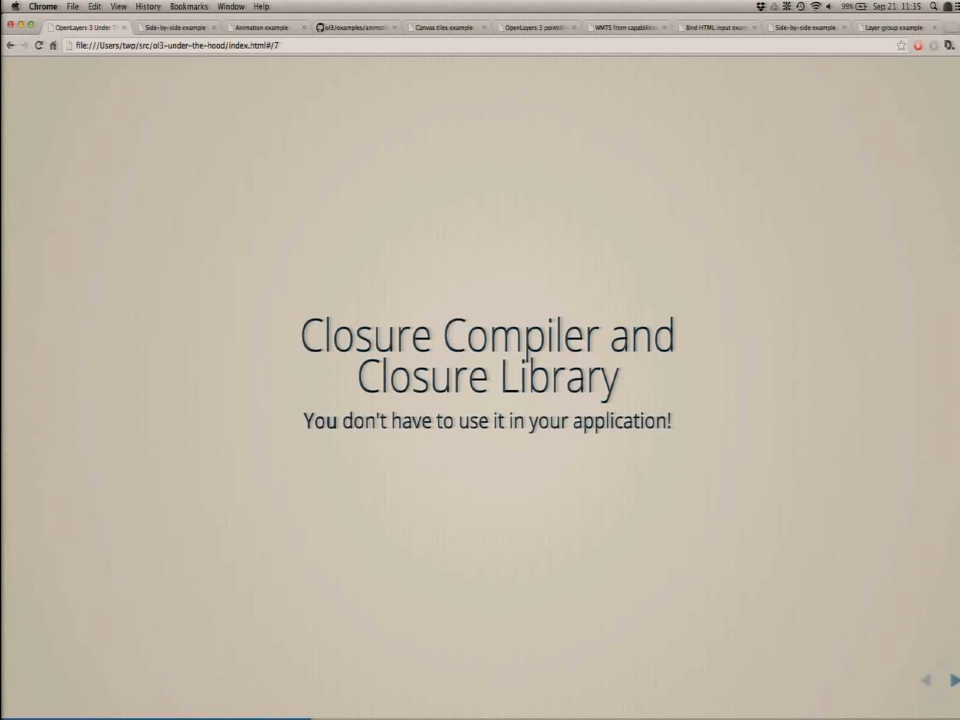 Chrome File Edit View History Bookmarks Window Help
99% Sep 21 11:35
OpenLayers 3 Under
Side-by-side example
Animation example
ol3/examples/animat
Canvas tiles example
OpenLayers 3 pointill
WMTS from capabilit
Bind HTML input exam
Side-by-side example
Layer group example
file:///Users/twp/src/ol3-under-the-hood/index.html#/7
Closure Compiler and
Closure Library
You don't have to use it in your application!